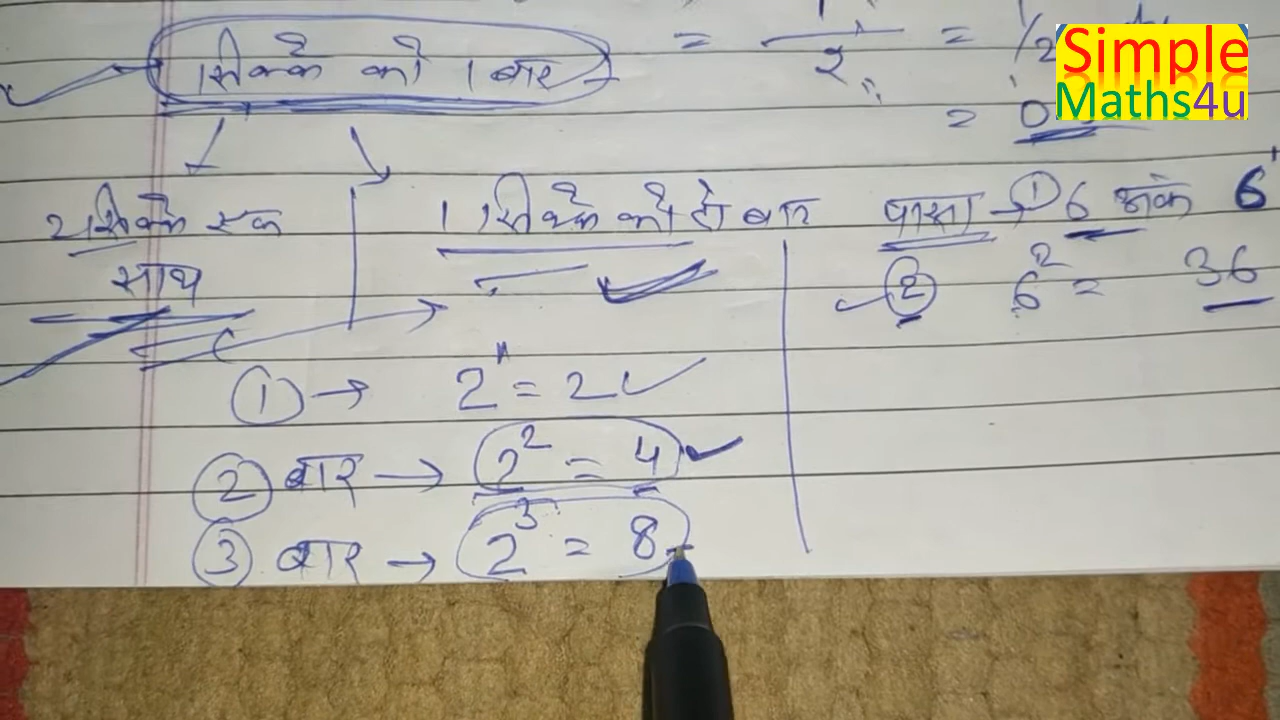 सिक्के को 1 बार
= 1/2 = 1/2
Simple
Maths4u
2 सिक्के एक
साथ
1 सिक्के को दो बार
पासा → ① 6 अंक 6¹
② 6² = 36
① → 2¹ = 2 ✓
② बार → 2² = 4 ✓
③ बार → 2³ = 8